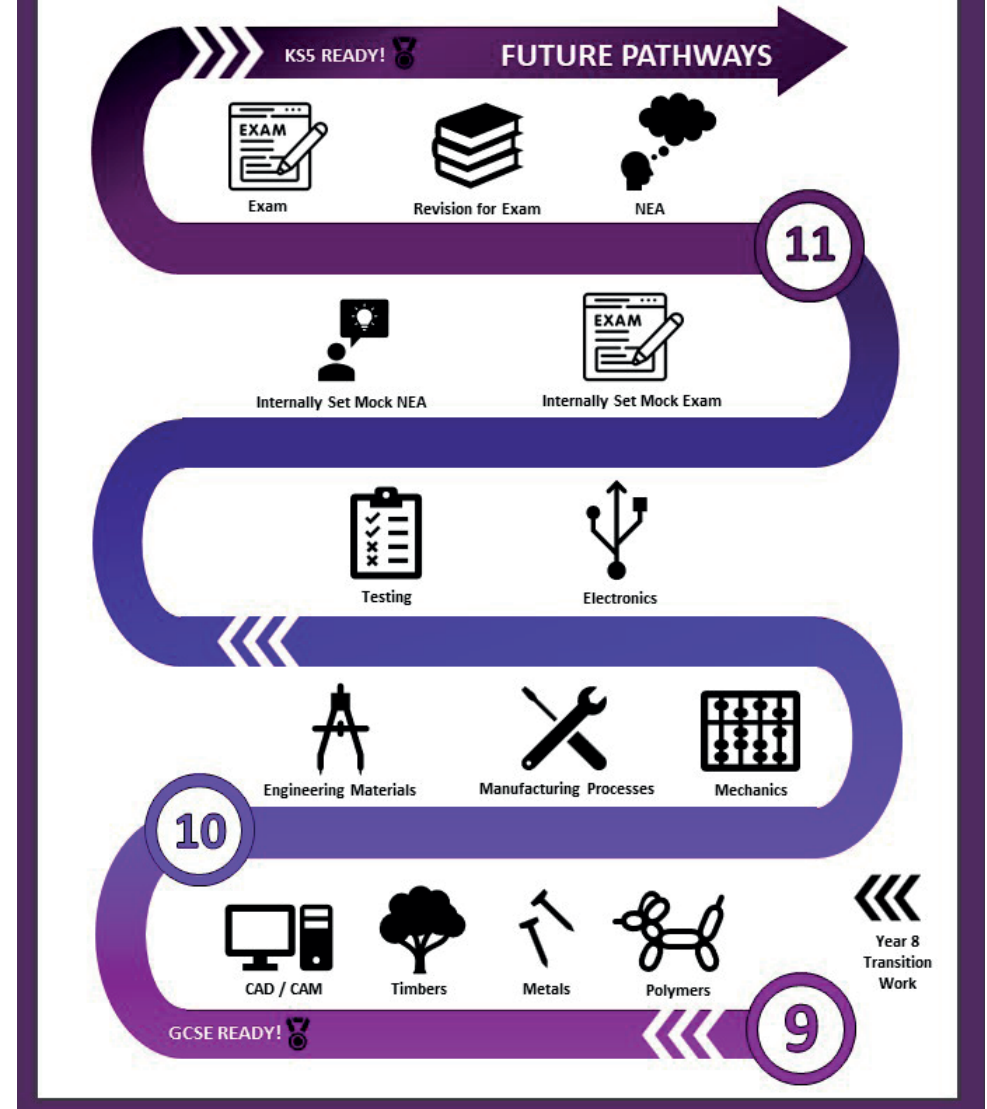 KS5 READY!
FUTURE PATHWAYS
EXAM
Exam
Revision for Exam
NEA
11
EXAM
Internally Set Mock NEA
Internally Set Mock Exam
Testing
Electronics
Engineering Materials
Manufacturing Processes
Mechanics
10
CAD / CAM
Timbers
Metals
Polymers
Year 8
Transition
Work
GCSE READY!
9